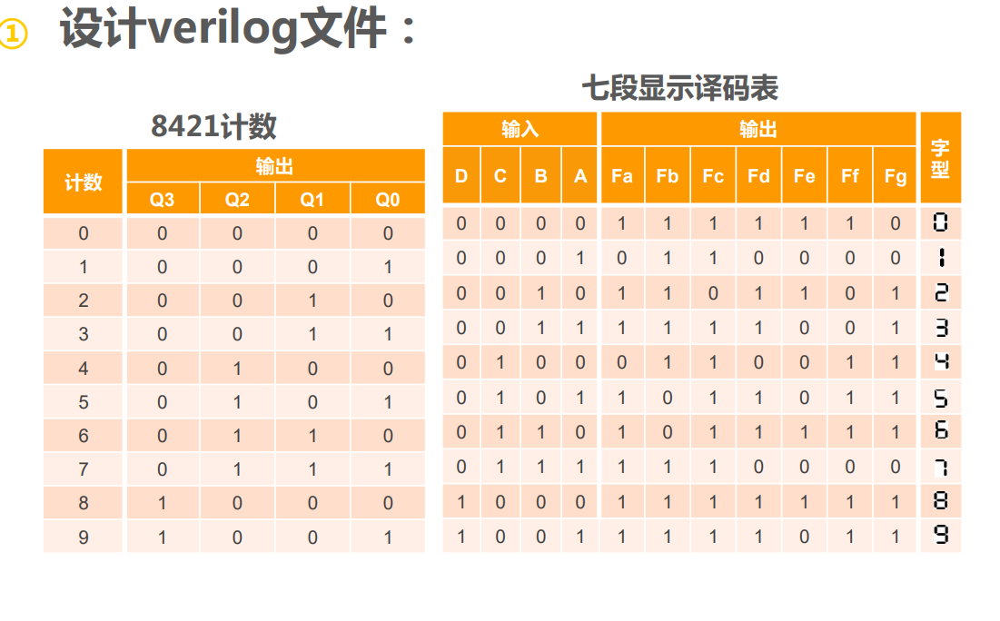 ① 设计verilog文件：
8421计数
计数 输出
Q3 Q2 Q1 Q0
0 0 0 0 0
1 0 0 0 1
2 0 0 1 0
3 0 0 1 1
4 0 1 0 0
5 0 1 0 1
6 0 1 1 0
7 0 1 1 1
8 1 0 0 0
9 1 0 0 1
七段显示译码表
输入 输出 字型
D C B A Fa Fb Fc Fd Fe Ff Fg
0 0 0 0 1 1 1 1 1 1 0 0
0 0 0 1 0 1 1 0 0 0 0 1
0 0 1 0 1 1 0 1 1 0 1 2
0 0 1 1 1 1 1 1 0 0 1 3
0 1 0 0 0 1 1 0 0 1 1 4
0 1 0 1 1 0 1 1 0 1 1 5
0 1 1 0 1 0 1 1 1 1 1 6
0 1 1 1 1 1 1 0 0 0 0 7
1 0 0 0 1 1 1 1 1 1 1 8
1 0 0 1 1 1 1 1 0 1 1 9